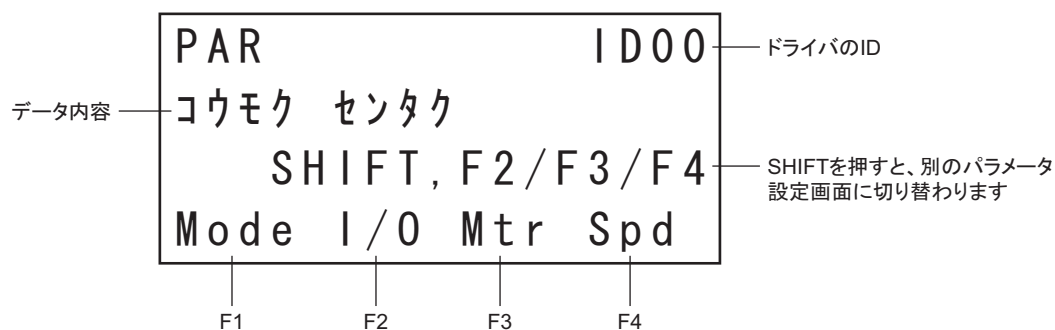 PAR ID00
ドライバのID
データ内容
コウモク センタク
SHIFT, F2/F3/F4
SHIFTを押すと、別のパラメータ
設定画面に切り替わります
Mode I/O Mtr Spd
F1 F2 F3 F4